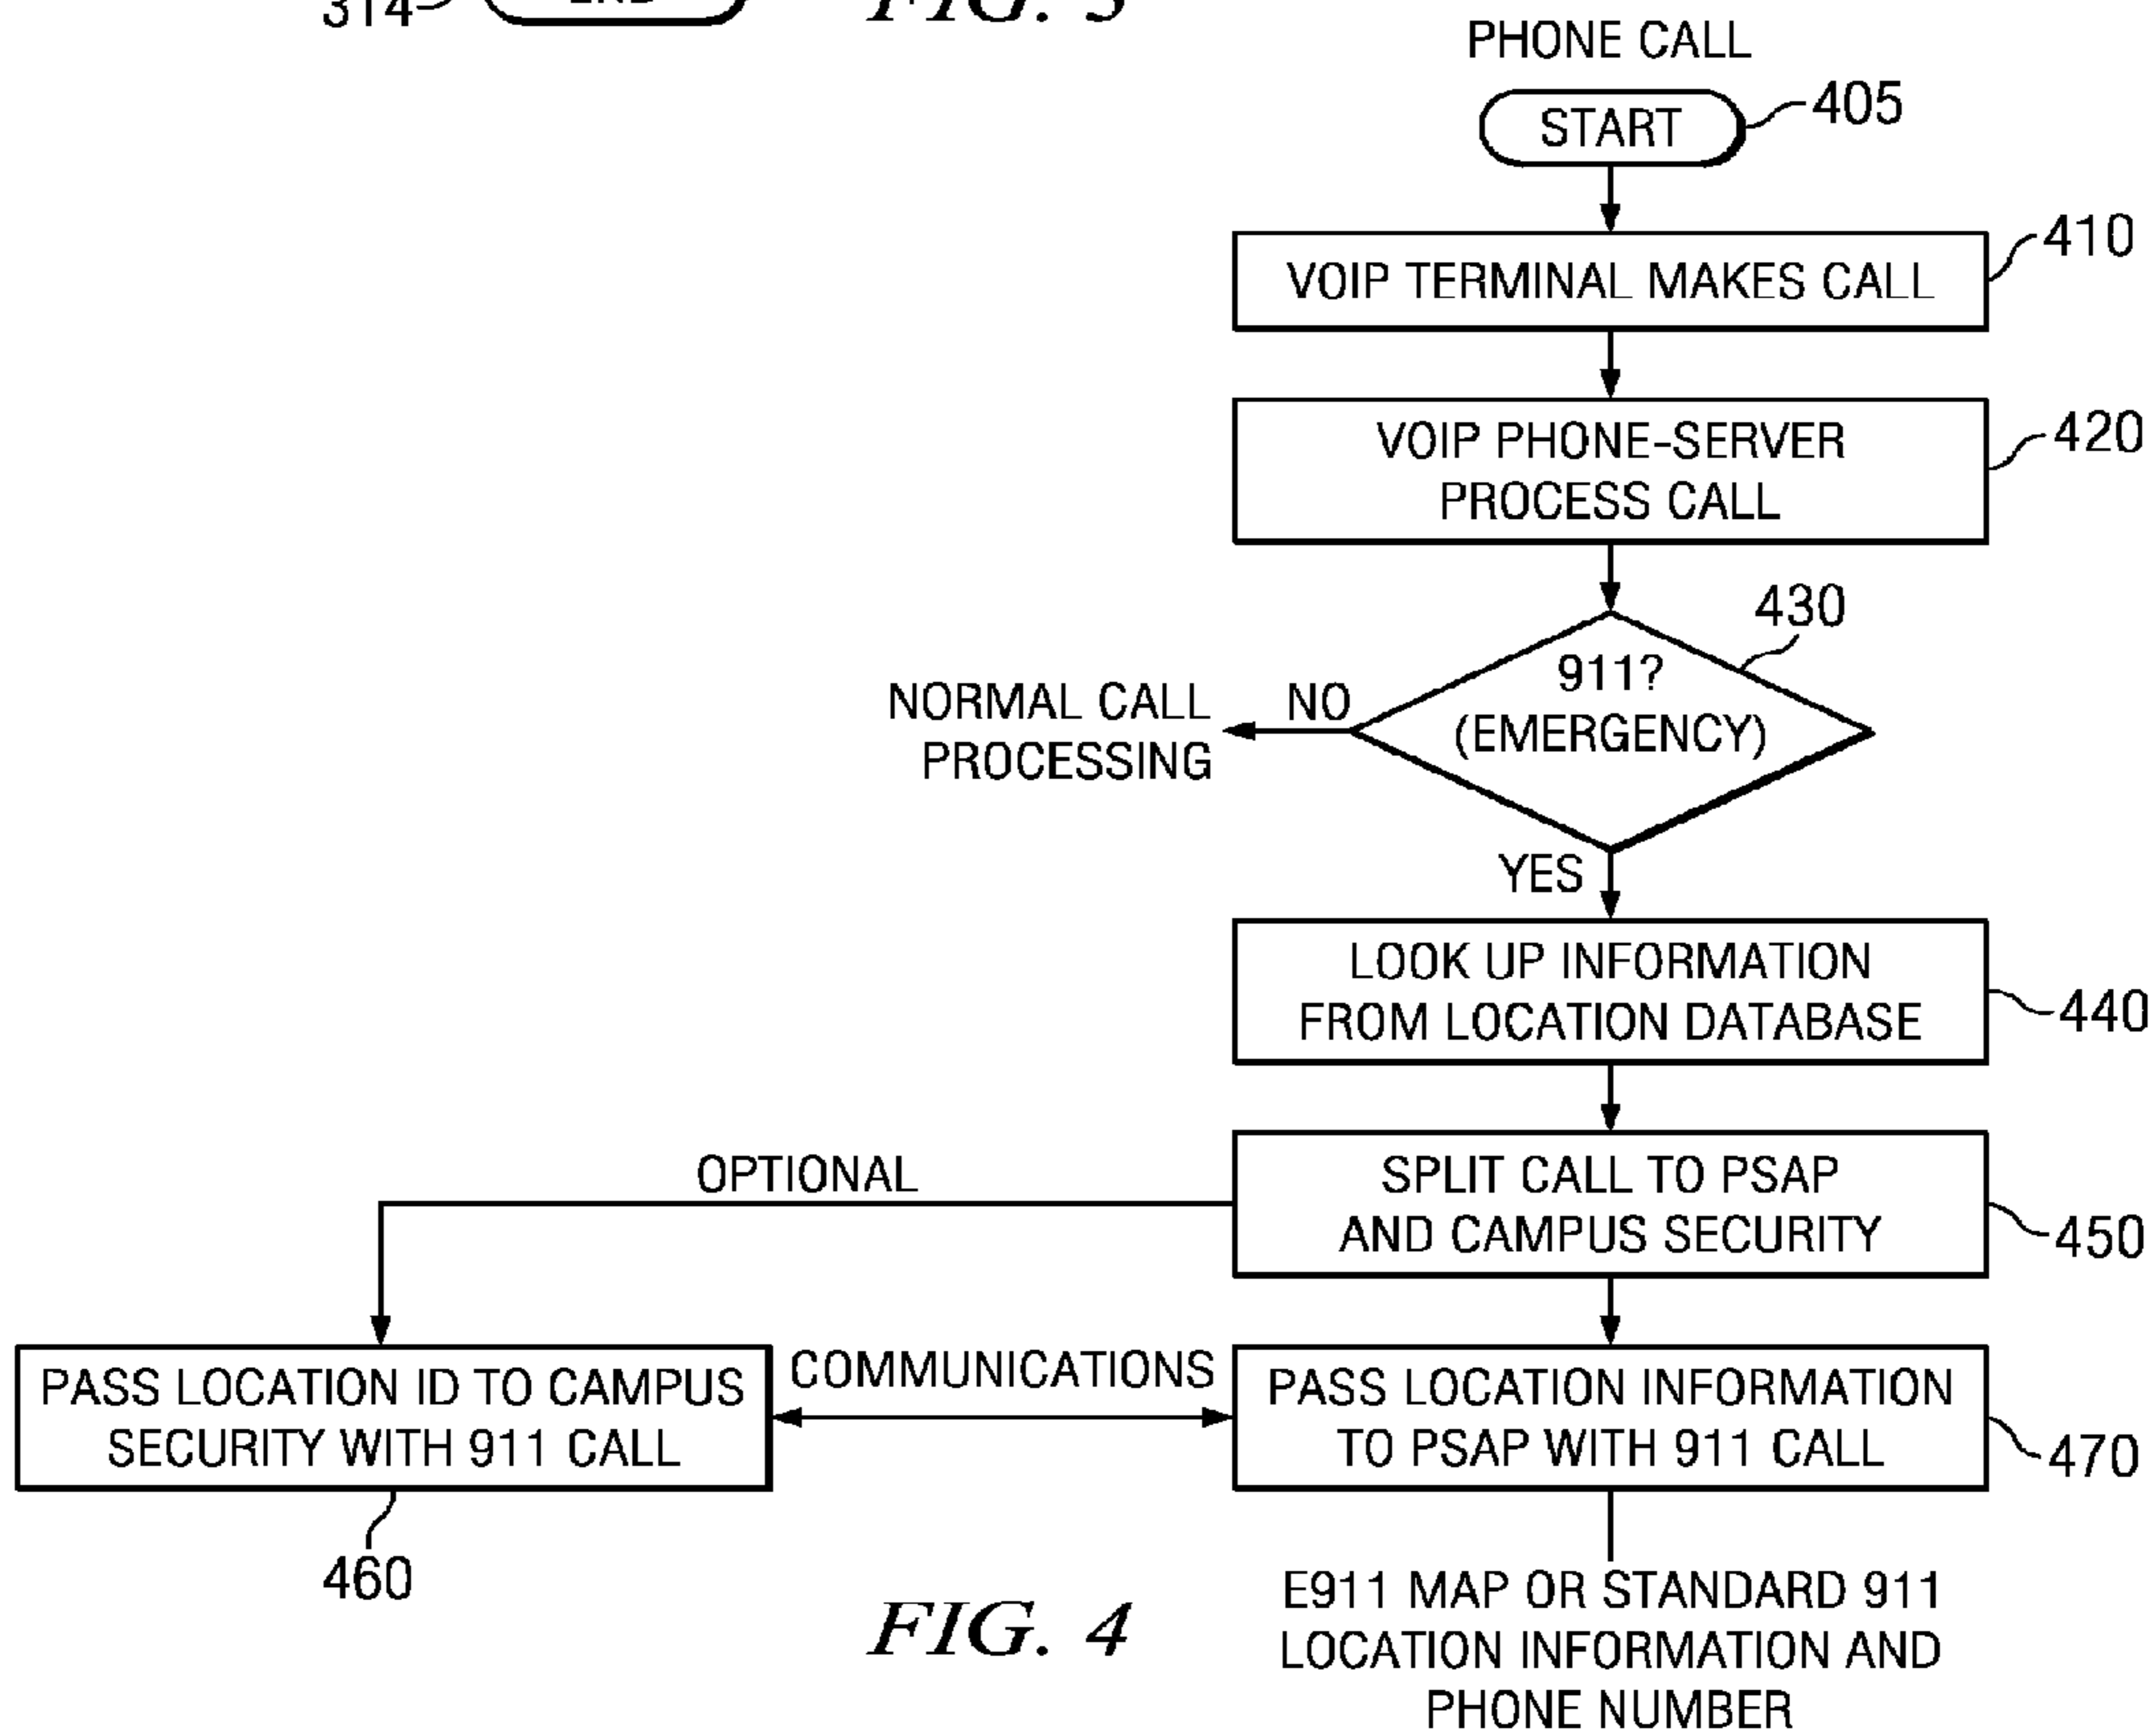 314
END
FIG. 3
PHONE CALL
START
405
VOIP TERMINAL MAKES CALL
410
VOIP PHONE-SERVER
PROCESS CALL
420
430
911?
(EMERGENCY)
NO
NORMAL CALL
PROCESSING
YES
LOOK UP INFORMATION
FROM LOCATION DATABASE
440
OPTIONAL
SPLIT CALL TO PSAP
AND CAMPUS SECURITY
450
PASS LOCATION ID TO CAMPUS
SECURITY WITH 911 CALL
460
COMMUNICATIONS
PASS LOCATION INFORMATION
TO PSAP WITH 911 CALL
470
E911 MAP OR STANDARD 911
LOCATION INFORMATION AND
PHONE NUMBER
FIG. 4